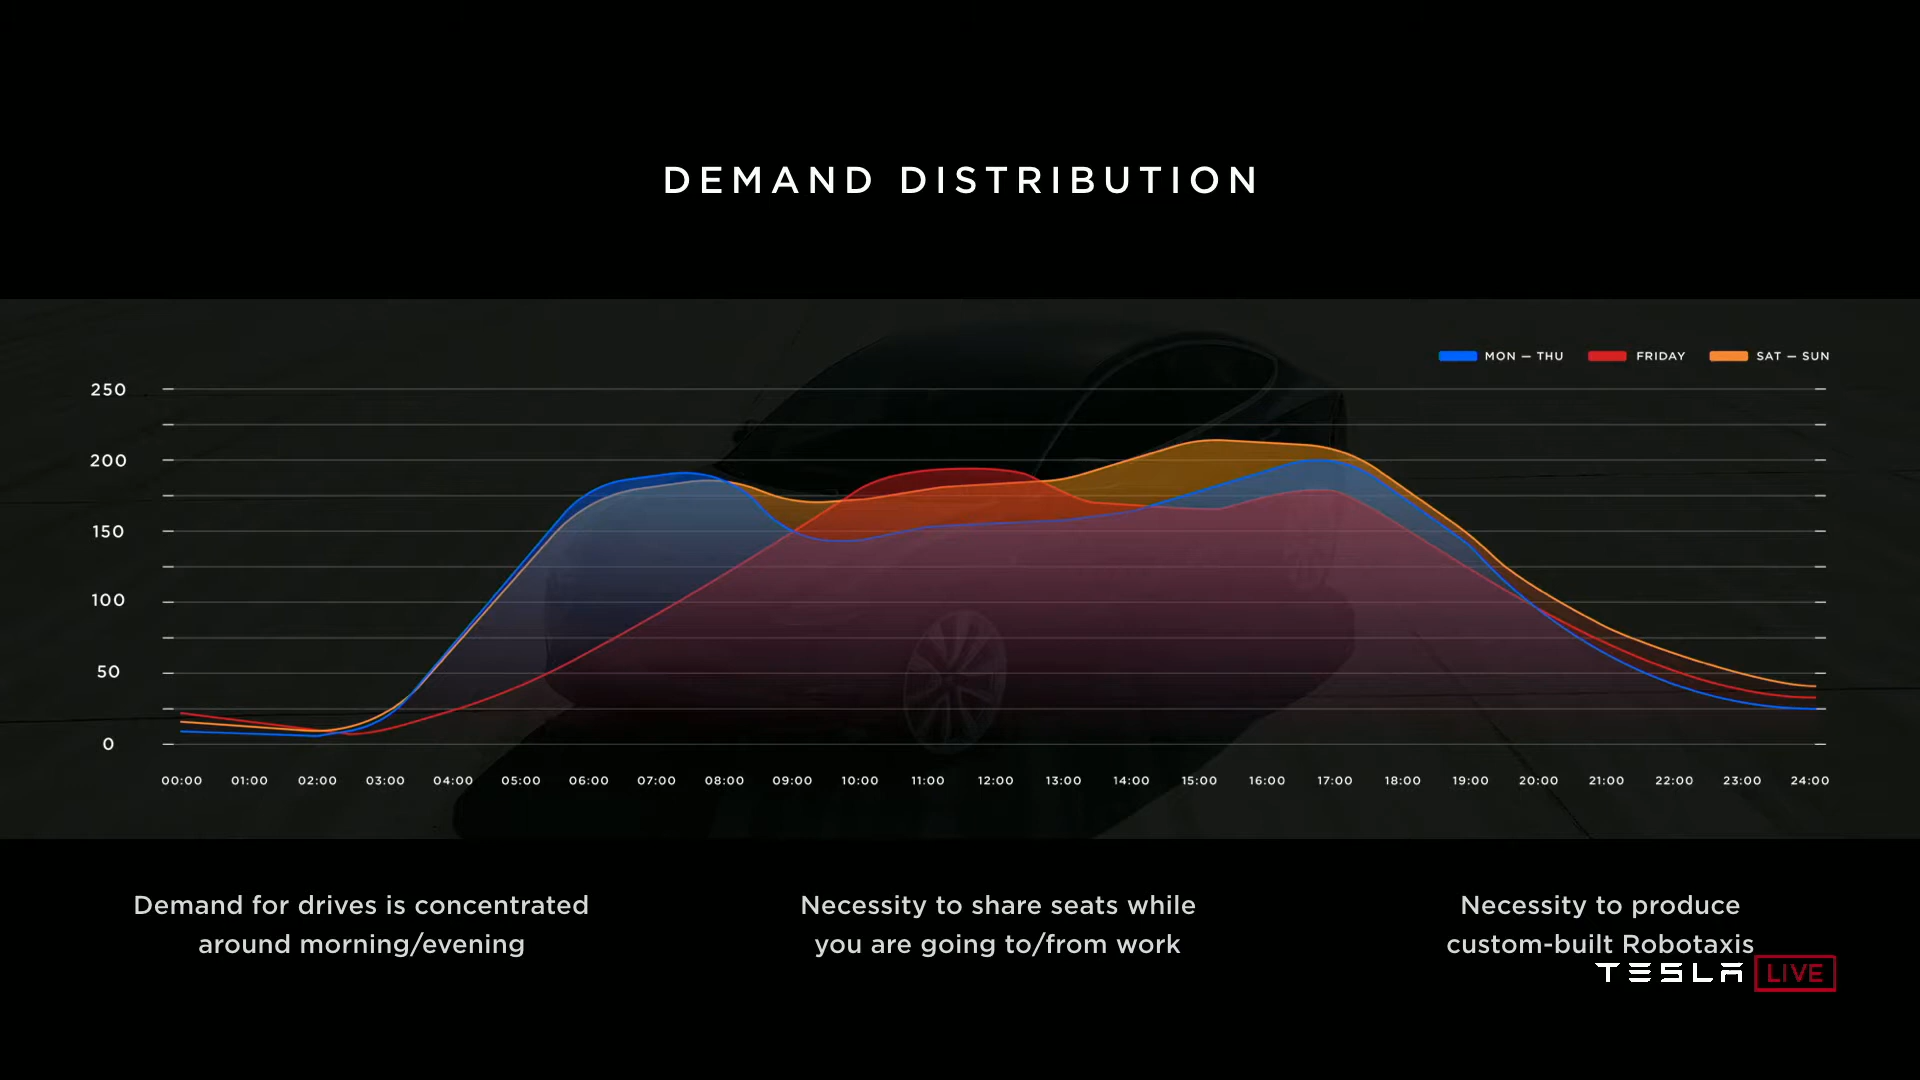 DEMAND DISTRIBUTION
MON — THU FRIDAY SAT — SUN
250
200
150
100
50
0
00:00 01:00 02:00 03:00 04:00 05:00 06:00 07:00 08:00 09:00 10:00 11:00 12:00 13:00 14:00 15:00 16:00 17:00 18:00 19:00 20:00 21:00 22:00 23:00 24:00
Demand for drives is concentrated
around morning/evening
Necessity to share seats while
you are going to/from work
Necessity to produce
custom-built Robotaxis
TESLA LIVE